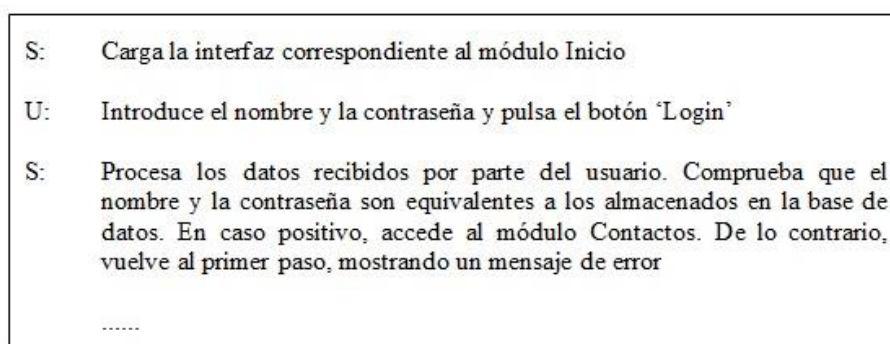 S: Carga la interfaz correspondiente al módulo Inicio
U: Introduce el nombre y la contraseña y pulsa el botón ‘Login’
S: Procesa los datos recibidos por parte del usuario. Comprueba que el
nombre y la contraseña son equivalentes a los almacenados en la base de
datos. En caso positivo, accede al módulo Contactos. De lo contrario,
vuelve al primer paso, mostrando un mensaje de error
......